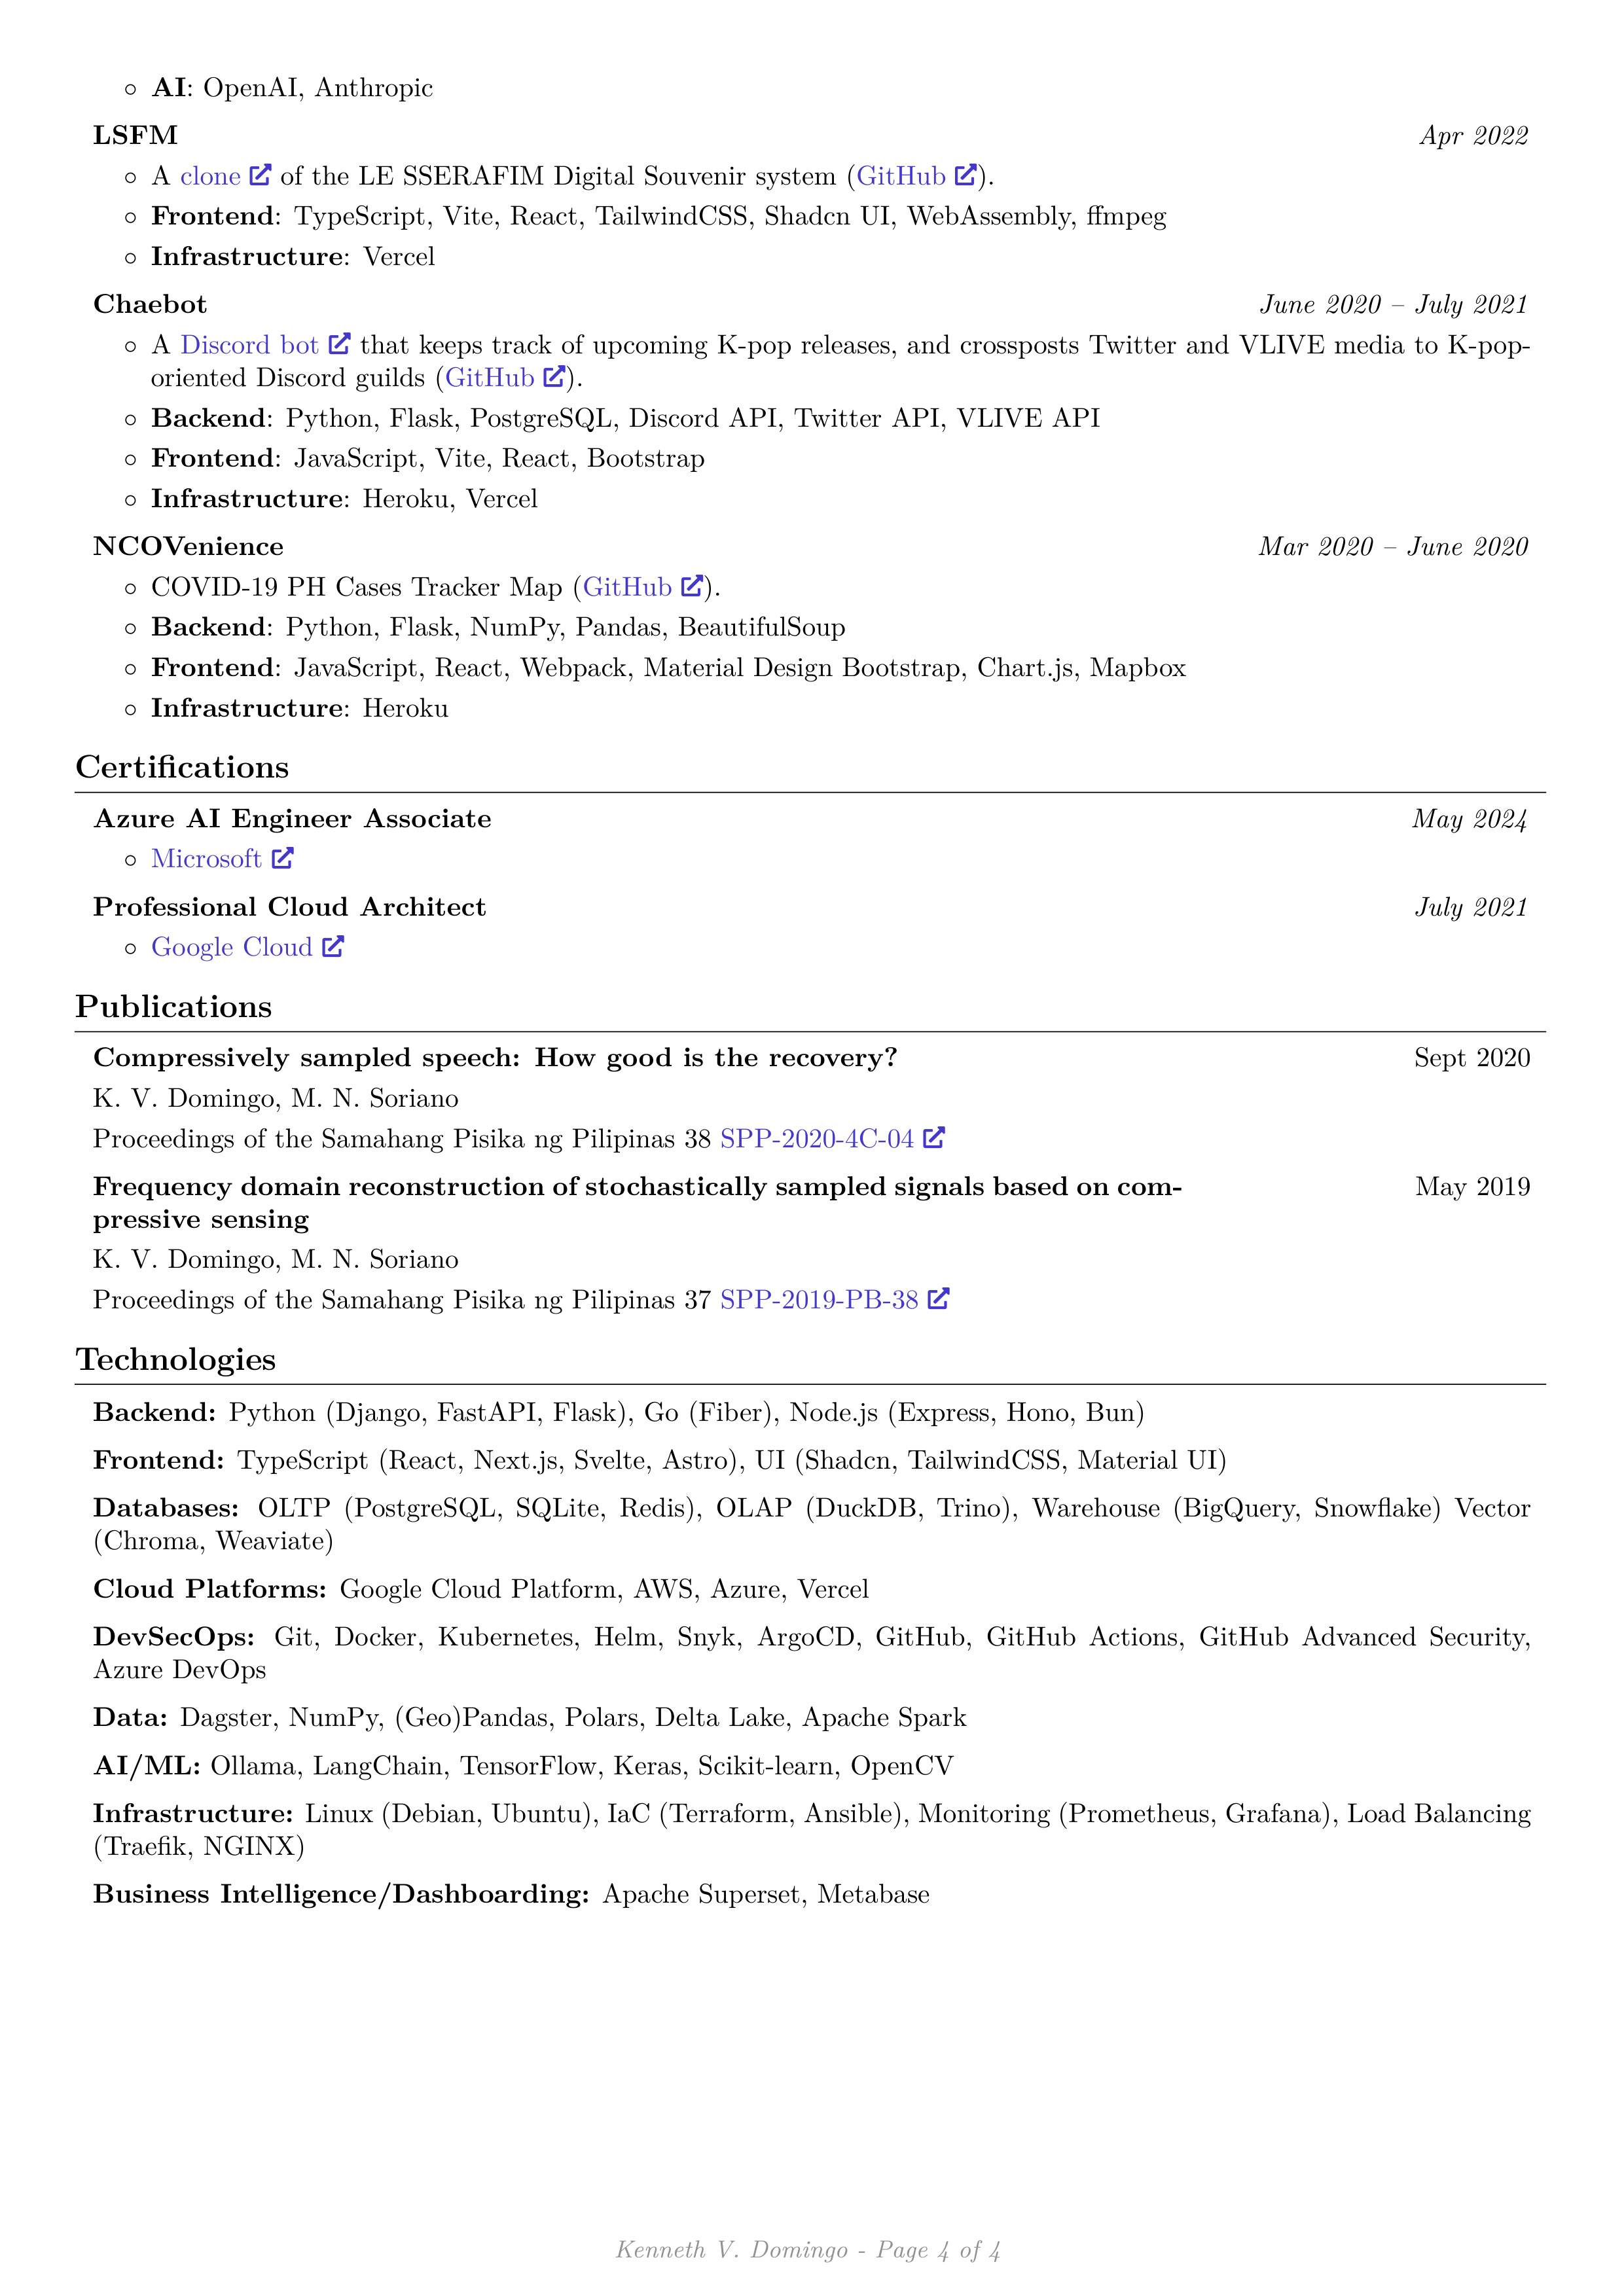 ◦ AI: OpenAI, Anthropic
LSFM Apr 2022
◦ A clone of the LE SSERAFIM Digital Souvenir system (GitHub).
◦ Frontend: TypeScript, Vite, React, TailwindCSS, Shadcn UI, WebAssembly, ffmpeg
◦ Infrastructure: Vercel
Chaebot June 2020 – July 2021
◦ A Discord bot that keeps track of upcoming K-pop releases, and crossposts Twitter and VLIVE media to K-pop-
oriented Discord guilds (GitHub).
◦ Backend: Python, Flask, PostgreSQL, Discord API, Twitter API, VLIVE API
◦ Frontend: JavaScript, Vite, React, Bootstrap
◦ Infrastructure: Heroku, Vercel
NCOVenience Mar 2020 – June 2020
◦ COVID-19 PH Cases Tracker Map (GitHub).
◦ Backend: Python, Flask, NumPy, Pandas, BeautifulSoup
◦ Frontend: JavaScript, React, Webpack, Material Design Bootstrap, Chart.js, Mapbox
◦ Infrastructure: Heroku
Certifications
Azure AI Engineer Associate May 2024
◦ Microsoft
Professional Cloud Architect July 2021
◦ Google Cloud
Publications
Compressively sampled speech: How good is the recovery? Sept 2020
K. V. Domingo, M. N. Soriano
Proceedings of the Samahang Pisika ng Pilipinas 38 SPP-2020-4C-04
Frequency domain reconstruction of stochastically sampled signals based on com- May 2019
pressive sensing
K. V. Domingo, M. N. Soriano
Proceedings of the Samahang Pisika ng Pilipinas 37 SPP-2019-PB-38
Technologies
Backend: Python (Django, FastAPI, Flask), Go (Fiber), Node.js (Express, Hono, Bun)
Frontend: TypeScript (React, Next.js, Svelte, Astro), UI (Shadcn, TailwindCSS, Material UI)
Databases: OLTP (PostgreSQL, SQLite, Redis), OLAP (DuckDB, Trino), Warehouse (BigQuery, Snowflake) Vector
(Chroma, Weaviate)
Cloud Platforms: Google Cloud Platform, AWS, Azure, Vercel
DevSecOps: Git, Docker, Kubernetes, Helm, Snyk, ArgoCD, GitHub, GitHub Actions, GitHub Advanced Security,
Azure DevOps
Data: Dagster, NumPy, (Geo)Pandas, Polars, Delta Lake, Apache Spark
AI/ML: Ollama, LangChain, TensorFlow, Keras, Scikit-learn, OpenCV
Infrastructure: Linux (Debian, Ubuntu), IaC (Terraform, Ansible), Monitoring (Prometheus, Grafana), Load Balancing
(Traefik, NGINX)
Business Intelligence/Dashboarding: Apache Superset, Metabase
Kenneth V. Domingo - Page 4 of 4